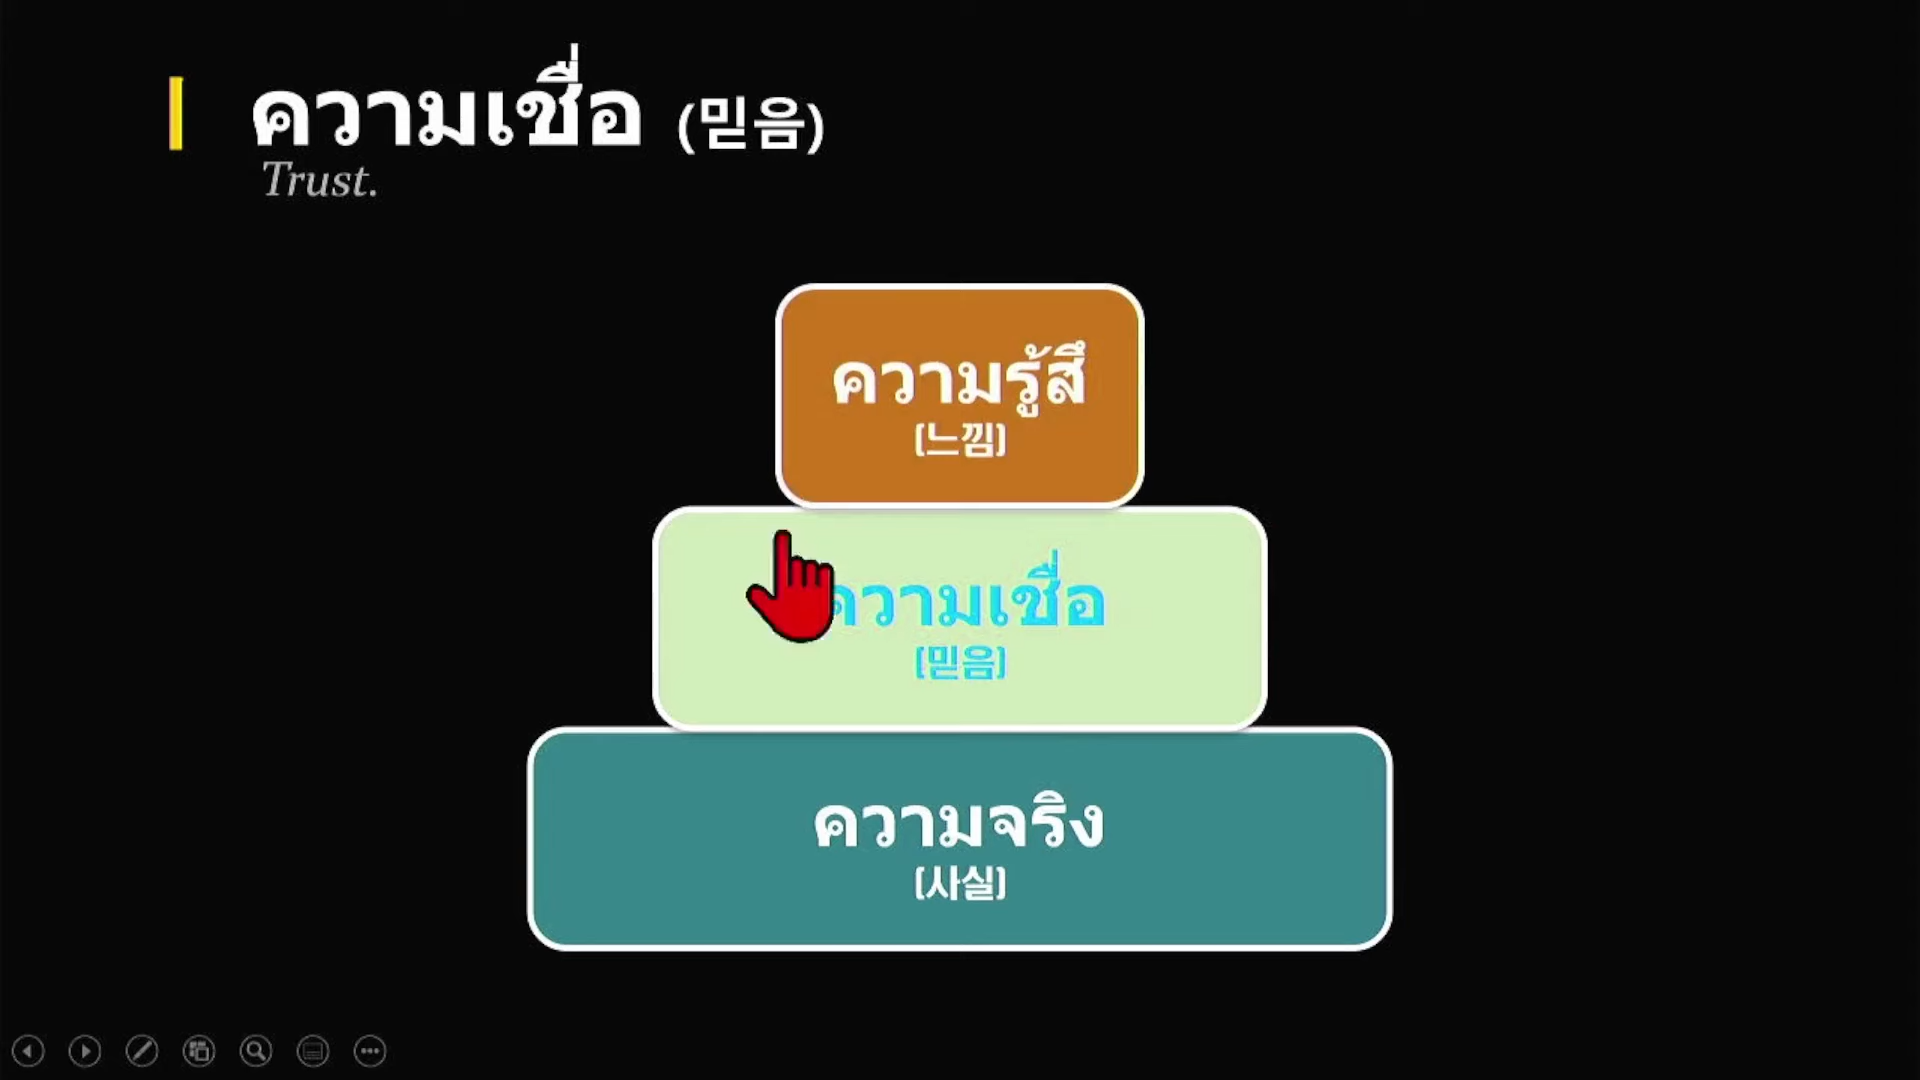 ความเชื่อ (믿음)
Trust.
ความรู้สึ
(느낌)
ความเชื่อ
(믿음)
ความจริง
(사실)